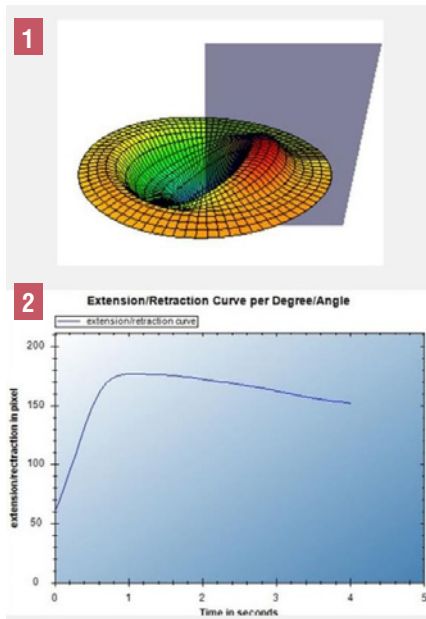 1
2
Extension/Retraction Curve per Degree/Angle
extension/retraction curve
extension/rectraction in pixel
200
150
100
50
0
0 1 2 3 4 5
Time in seconds